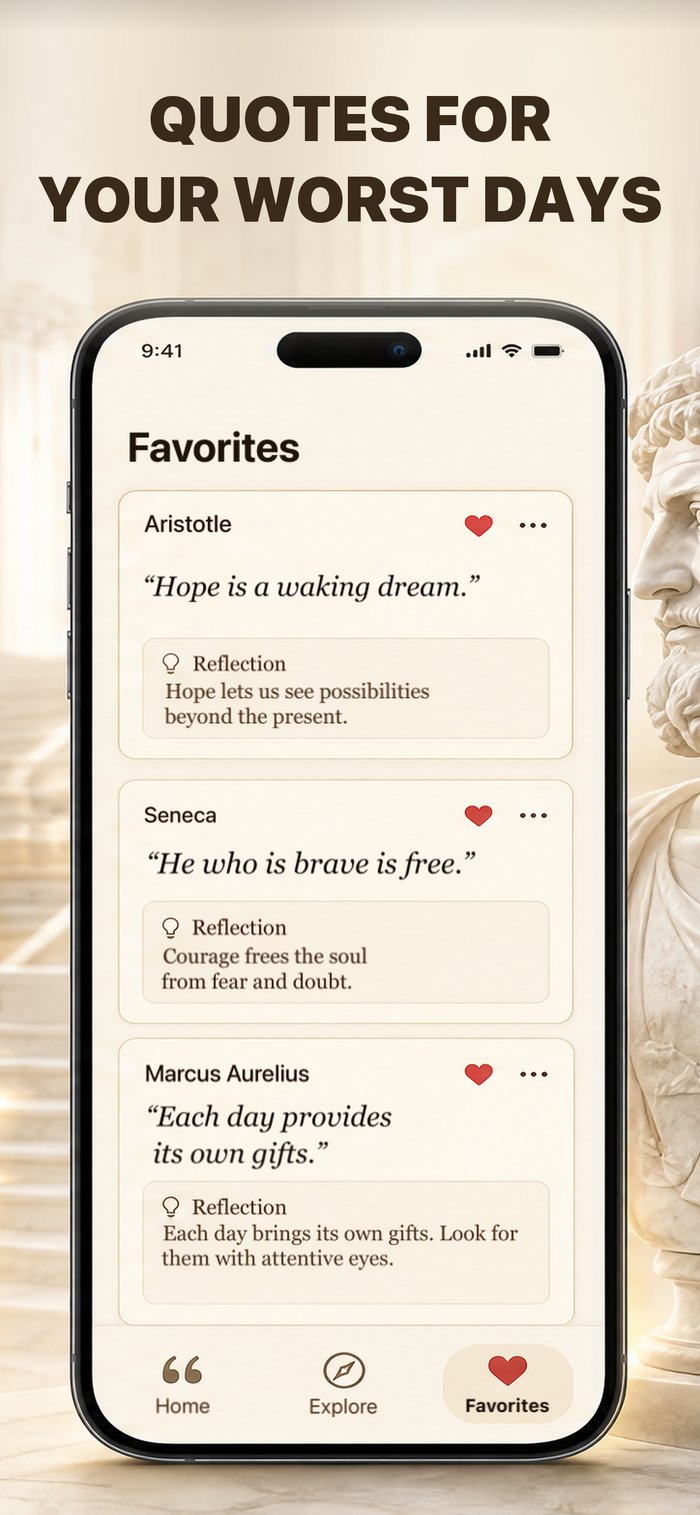 QUOTES FOR
YOUR WORST DAYS
9:41
Favorites
Aristotle
“Hope is a waking dream.”
Reflection
Hope lets us see possibilities
beyond the present.
Seneca
“He who is brave is free.”
Reflection
Courage frees the soul
from fear and doubt.
Marcus Aurelius
“Each day provides
its own gifts.”
Reflection
Each day brings its own gifts. Look for
them with attentive eyes.
Home
Explore
Favorites